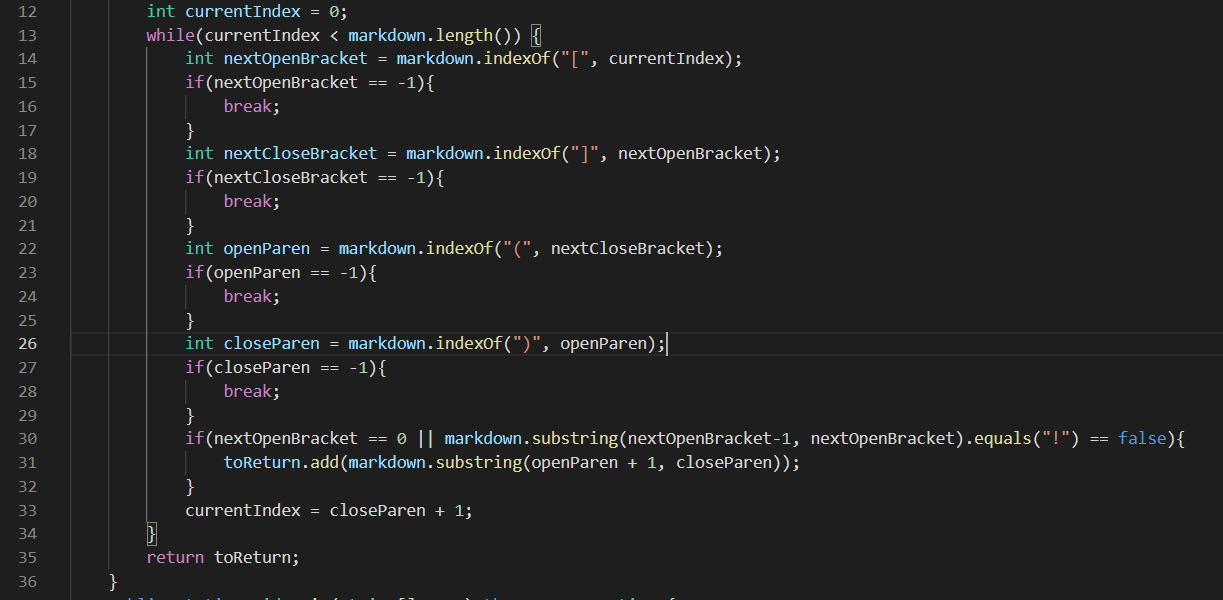 12 int currentIndex = 0;
13 while(currentIndex < markdown.length()) {
14 int nextOpenBracket = markdown.indexOf("[", currentIndex);
15 if(nextOpenBracket == -1){
16 break;
17 }
18 int nextCloseBracket = markdown.indexOf("]", nextOpenBracket);
19 if(nextCloseBracket == -1){
20 break;
21 }
22 int openParen = markdown.indexOf("(", nextCloseBracket);
23 if(openParen == -1){
24 break;
25 }
26 int closeParen = markdown.indexOf(")", openParen);
27 if(closeParen == -1){
28 break;
29 }
30 if(nextOpenBracket == 0 || markdown.substring(nextOpenBracket-1, nextOpenBracket).equals("!") == false){
31 toReturn.add(markdown.substring(openParen + 1, closeParen));
32 }
33 currentIndex = closeParen + 1;
34 }
35 return toReturn;
36 }